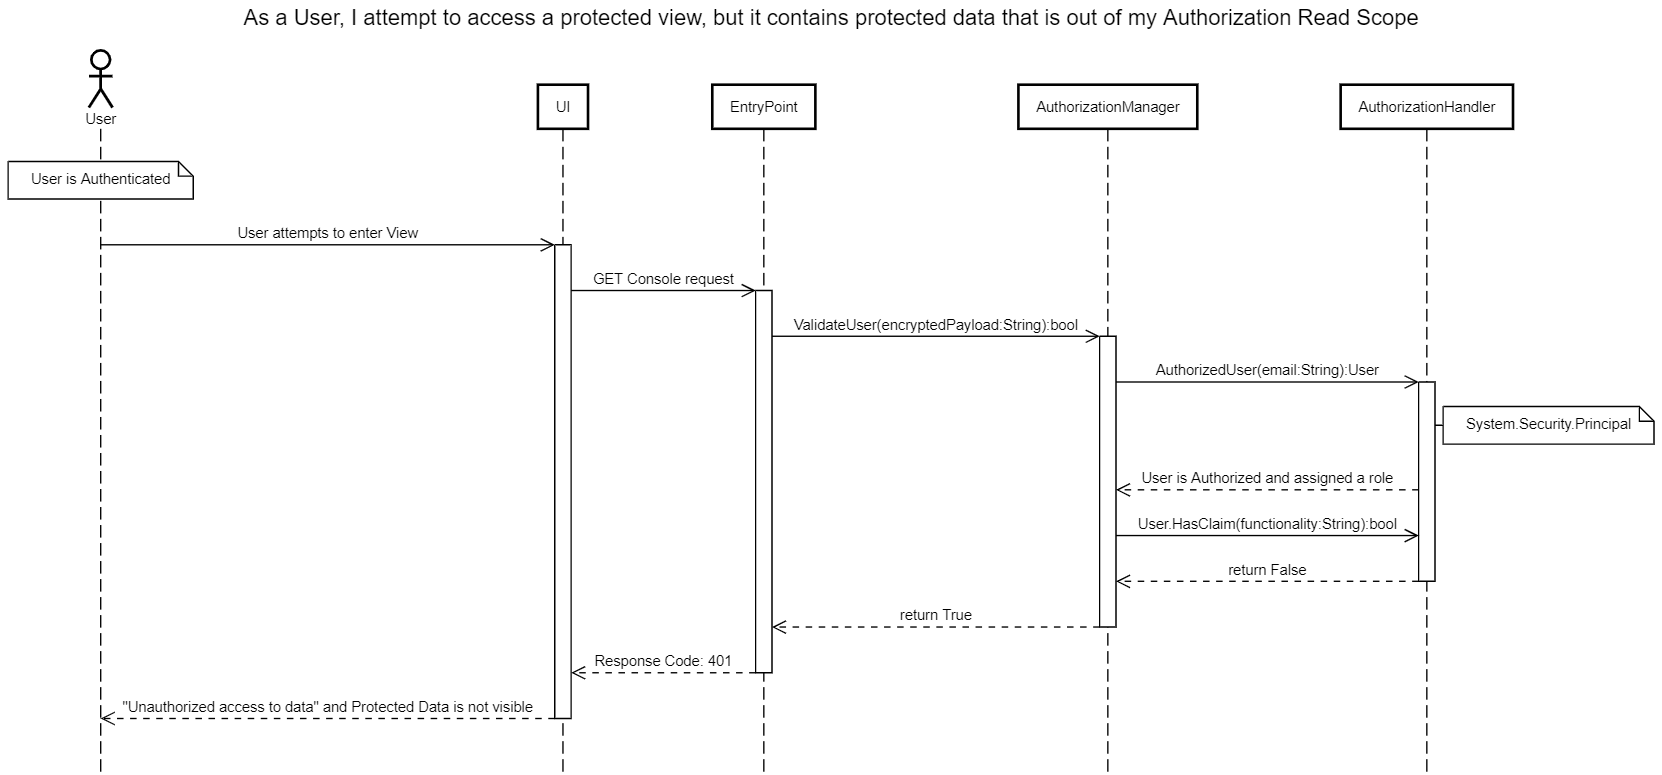 As a User, I attempt to access a protected view, but it contains protected data that is out of my Authorization Read Scope
User
UI
EntryPoint
AuthorizationManager
AuthorizationHandler
User is Authenticated
User attempts to enter View
GET Console request
ValidateUser(encryptedPayload:String):bool
AuthorizedUser(email:String):User
System.Security.Principal
User is Authorized and assigned a role
User.HasClaim(functionality:String):bool
return False
return True
Response Code: 401
"Unauthorized access to data" and Protected Data is not visible